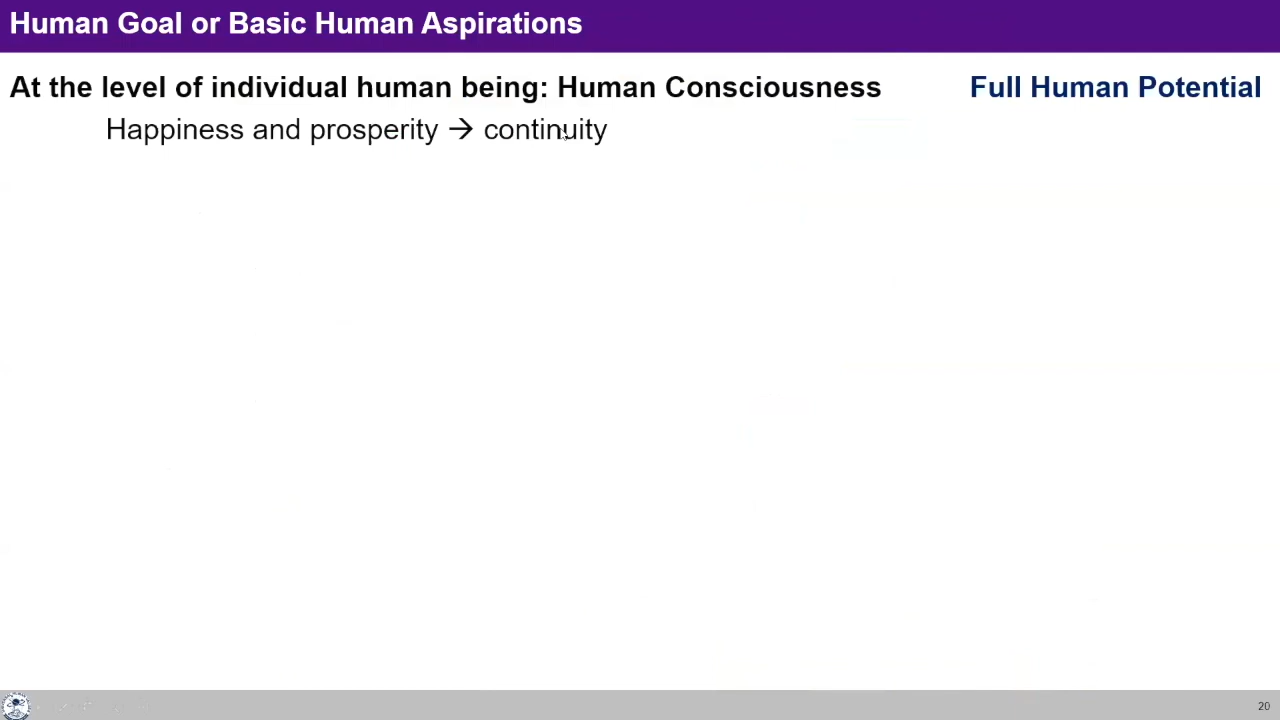 Human Goal or Basic Human Aspirations
At the level of individual human being: Human Consciousness Full Human Potential
Happiness and prosperity → continuity
20